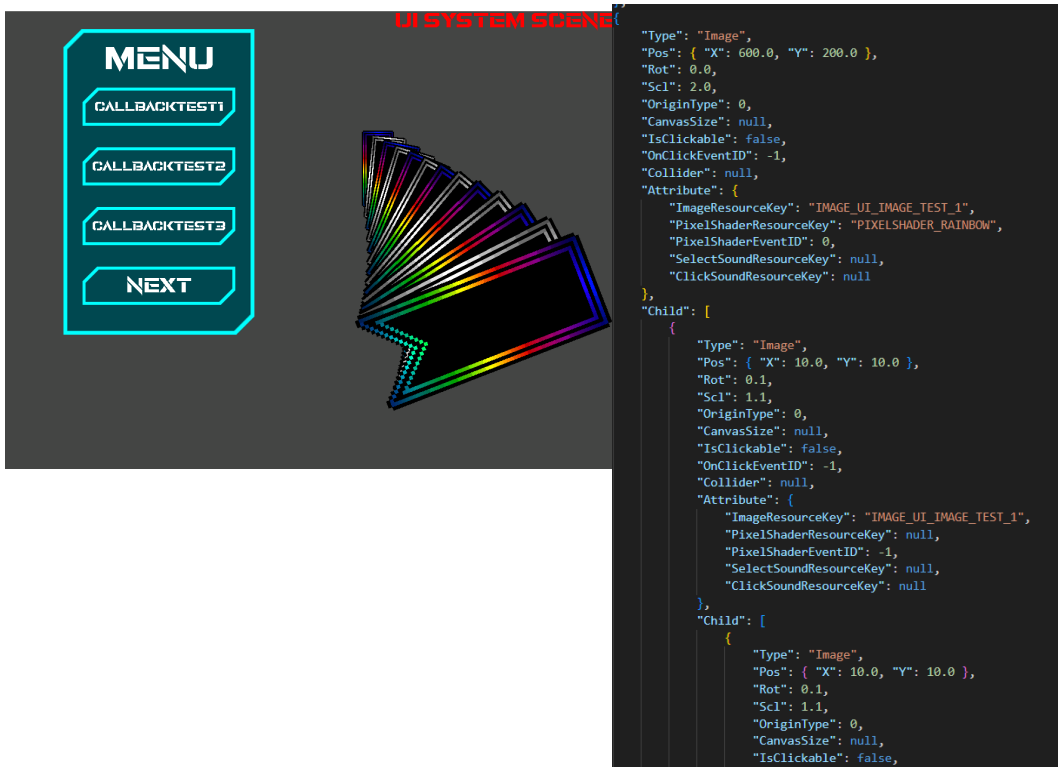 UI SYSTEM SCENE
MENU
CALLBACKTEST1
CALLBACKTEST2
CALLBACKTEST3
NEXT
},
{
"Type": "Image",
"Pos": { "X": 600.0, "Y": 200.0 },
"Rot": 0.0,
"Scl": 2.0,
"OriginType": 0,
"CanvasSize": null,
"IsClickable": false,
"OnClickEventID": -1,
"Collider": null,
"Attribute": {
"ImageResourceKey": "IMAGE_UI_IMAGE_TEST_1",
"PixelShaderResourceKey": "PIXELSHADER_RAINBOW",
"PixelShaderEventID": 0,
"SelectSoundResourceKey": null,
"ClickSoundResourceKey": null
},
"Child": [
{
"Type": "Image",
"Pos": { "X": 10.0, "Y": 10.0 },
"Rot": 0.1,
"Scl": 1.1,
"OriginType": 0,
"CanvasSize": null,
"IsClickable": false,
"OnClickEventID": -1,
"Collider": null,
"Attribute": {
"ImageResourceKey": "IMAGE_UI_IMAGE_TEST_1",
"PixelShaderResourceKey": null,
"PixelShaderEventID": -1,
"SelectSoundResourceKey": null,
"ClickSoundResourceKey": null
},
"Child": [
{
"Type": "Image",
"Pos": { "X": 10.0, "Y": 10.0 },
"Rot": 0.1,
"Scl": 1.1,
"OriginType": 0,
"CanvasSize": null,
"IsClickable": false,